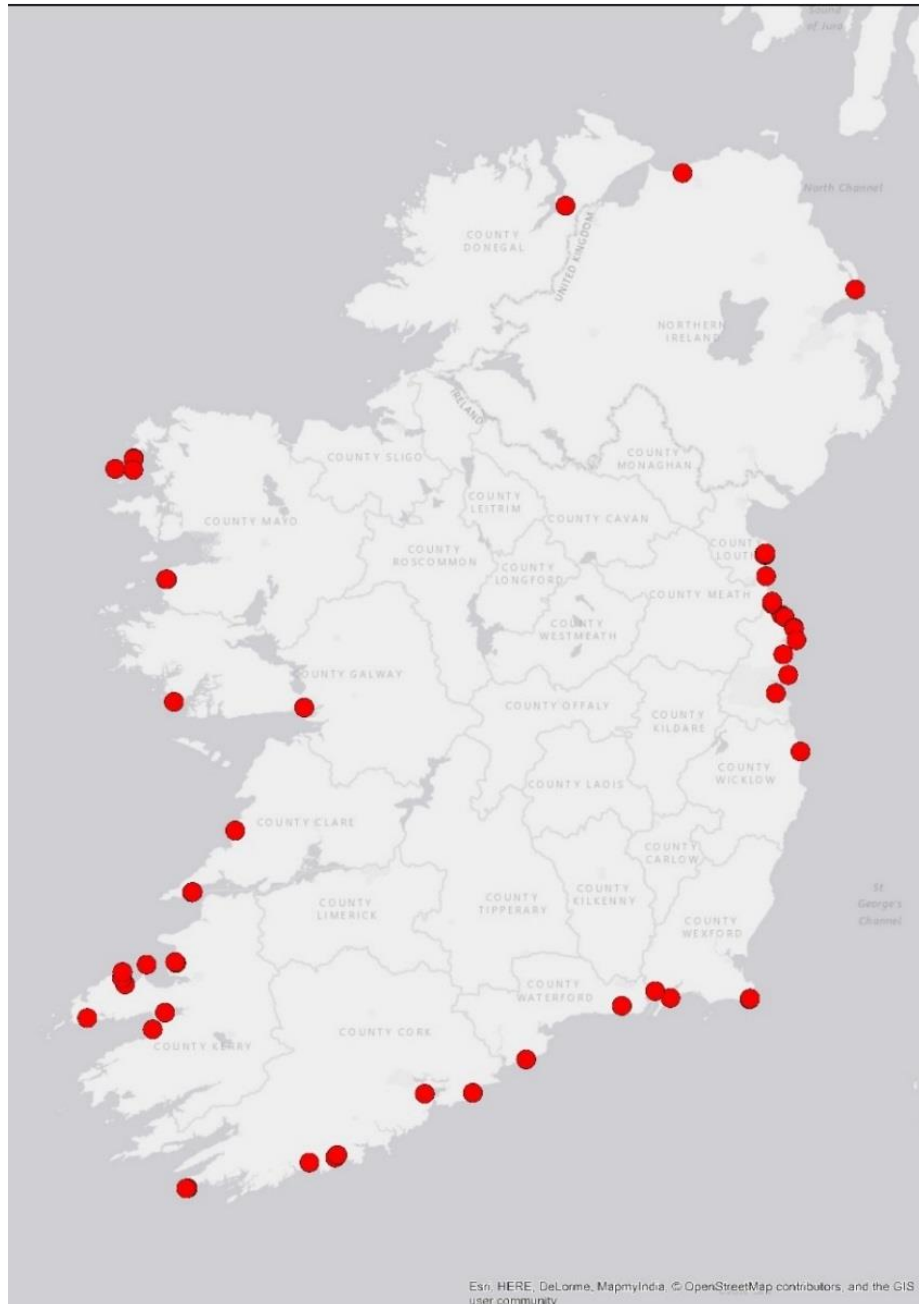 Sound
of Jura
North Channel
COUNTY
DONEGAL
UNITED KINGDOM
NORTHERN
IRELAND
IRELAND
COUNTY SLIGO
COUNTY
MONAGHAN
COUNTY
LEITRIM
COUNTY MAYO
COUNTY CAVAN
COUNTY
LOUTH
COUNTY
ROSCOMMON
COUNTY
LONGFORD
COUNTY MEATH
COUNTY
WESTMEATH
COUNTY GALWAY
COUNTY OFFALY
COUNTY
KILDARE
COUNTY
WICKLOW
COUNTY LAOIS
COUNTY CLARE
COUNTY
CARLOW
COUNTY
LIMERICK
COUNTY
TIPPERARY
COUNTY
KILKENNY
St
George's
Channel
COUNTY
WEXFORD
COUNTY
WATERFORD
COUNTY CORK
COUNTY KERRY
Esri, HERE, DeLorme, MapmyIndia, © OpenStreetMap contributors, and the GIS
user community